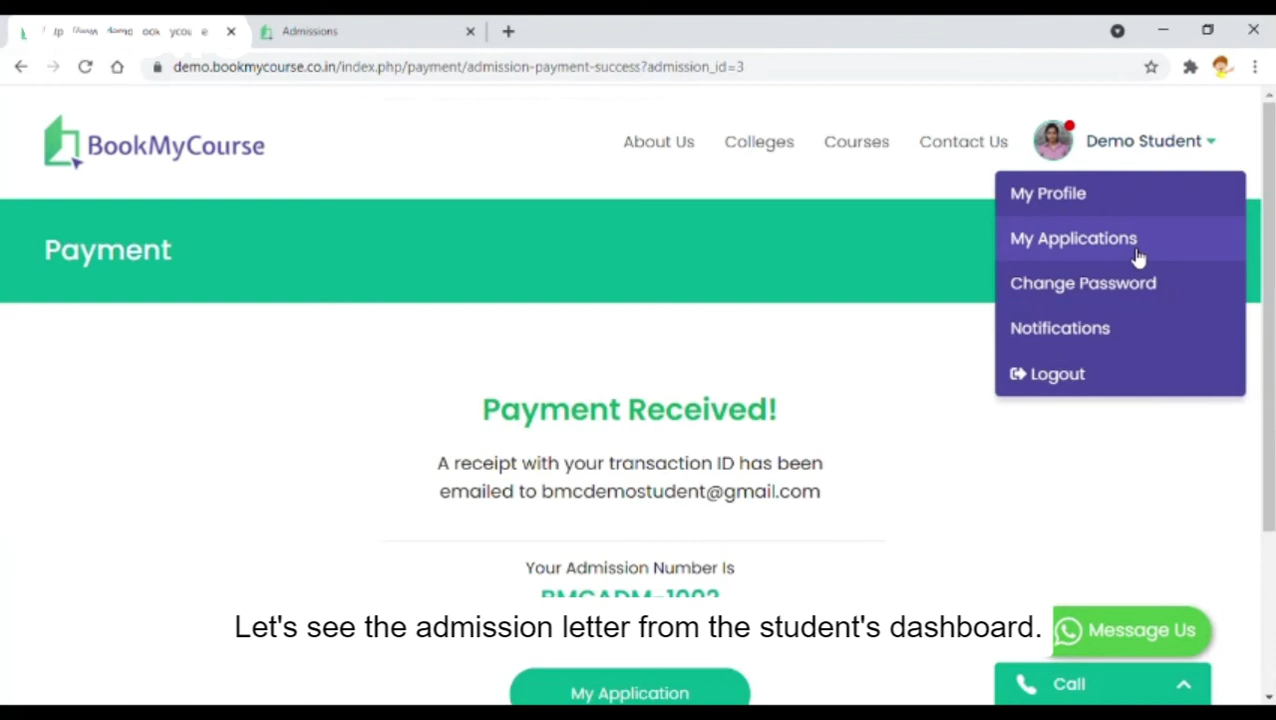 Admissions
demo.bookmycourse.co.in/index.php/payment/admission-payment-success?admission_id=3
BookMyCourse
About Us
Colleges
Courses
Contact Us
Demo Student
My Profile
My Applications
Change Password
Notifications
Logout
Payment
Payment Received!
A receipt with your transaction ID has been
emailed to bmcdemostudent@gmail.com
Your Admission Number Is
BMCADM-1002
Let's see the admission letter from the student's dashboard.
Message Us
Call
My Application